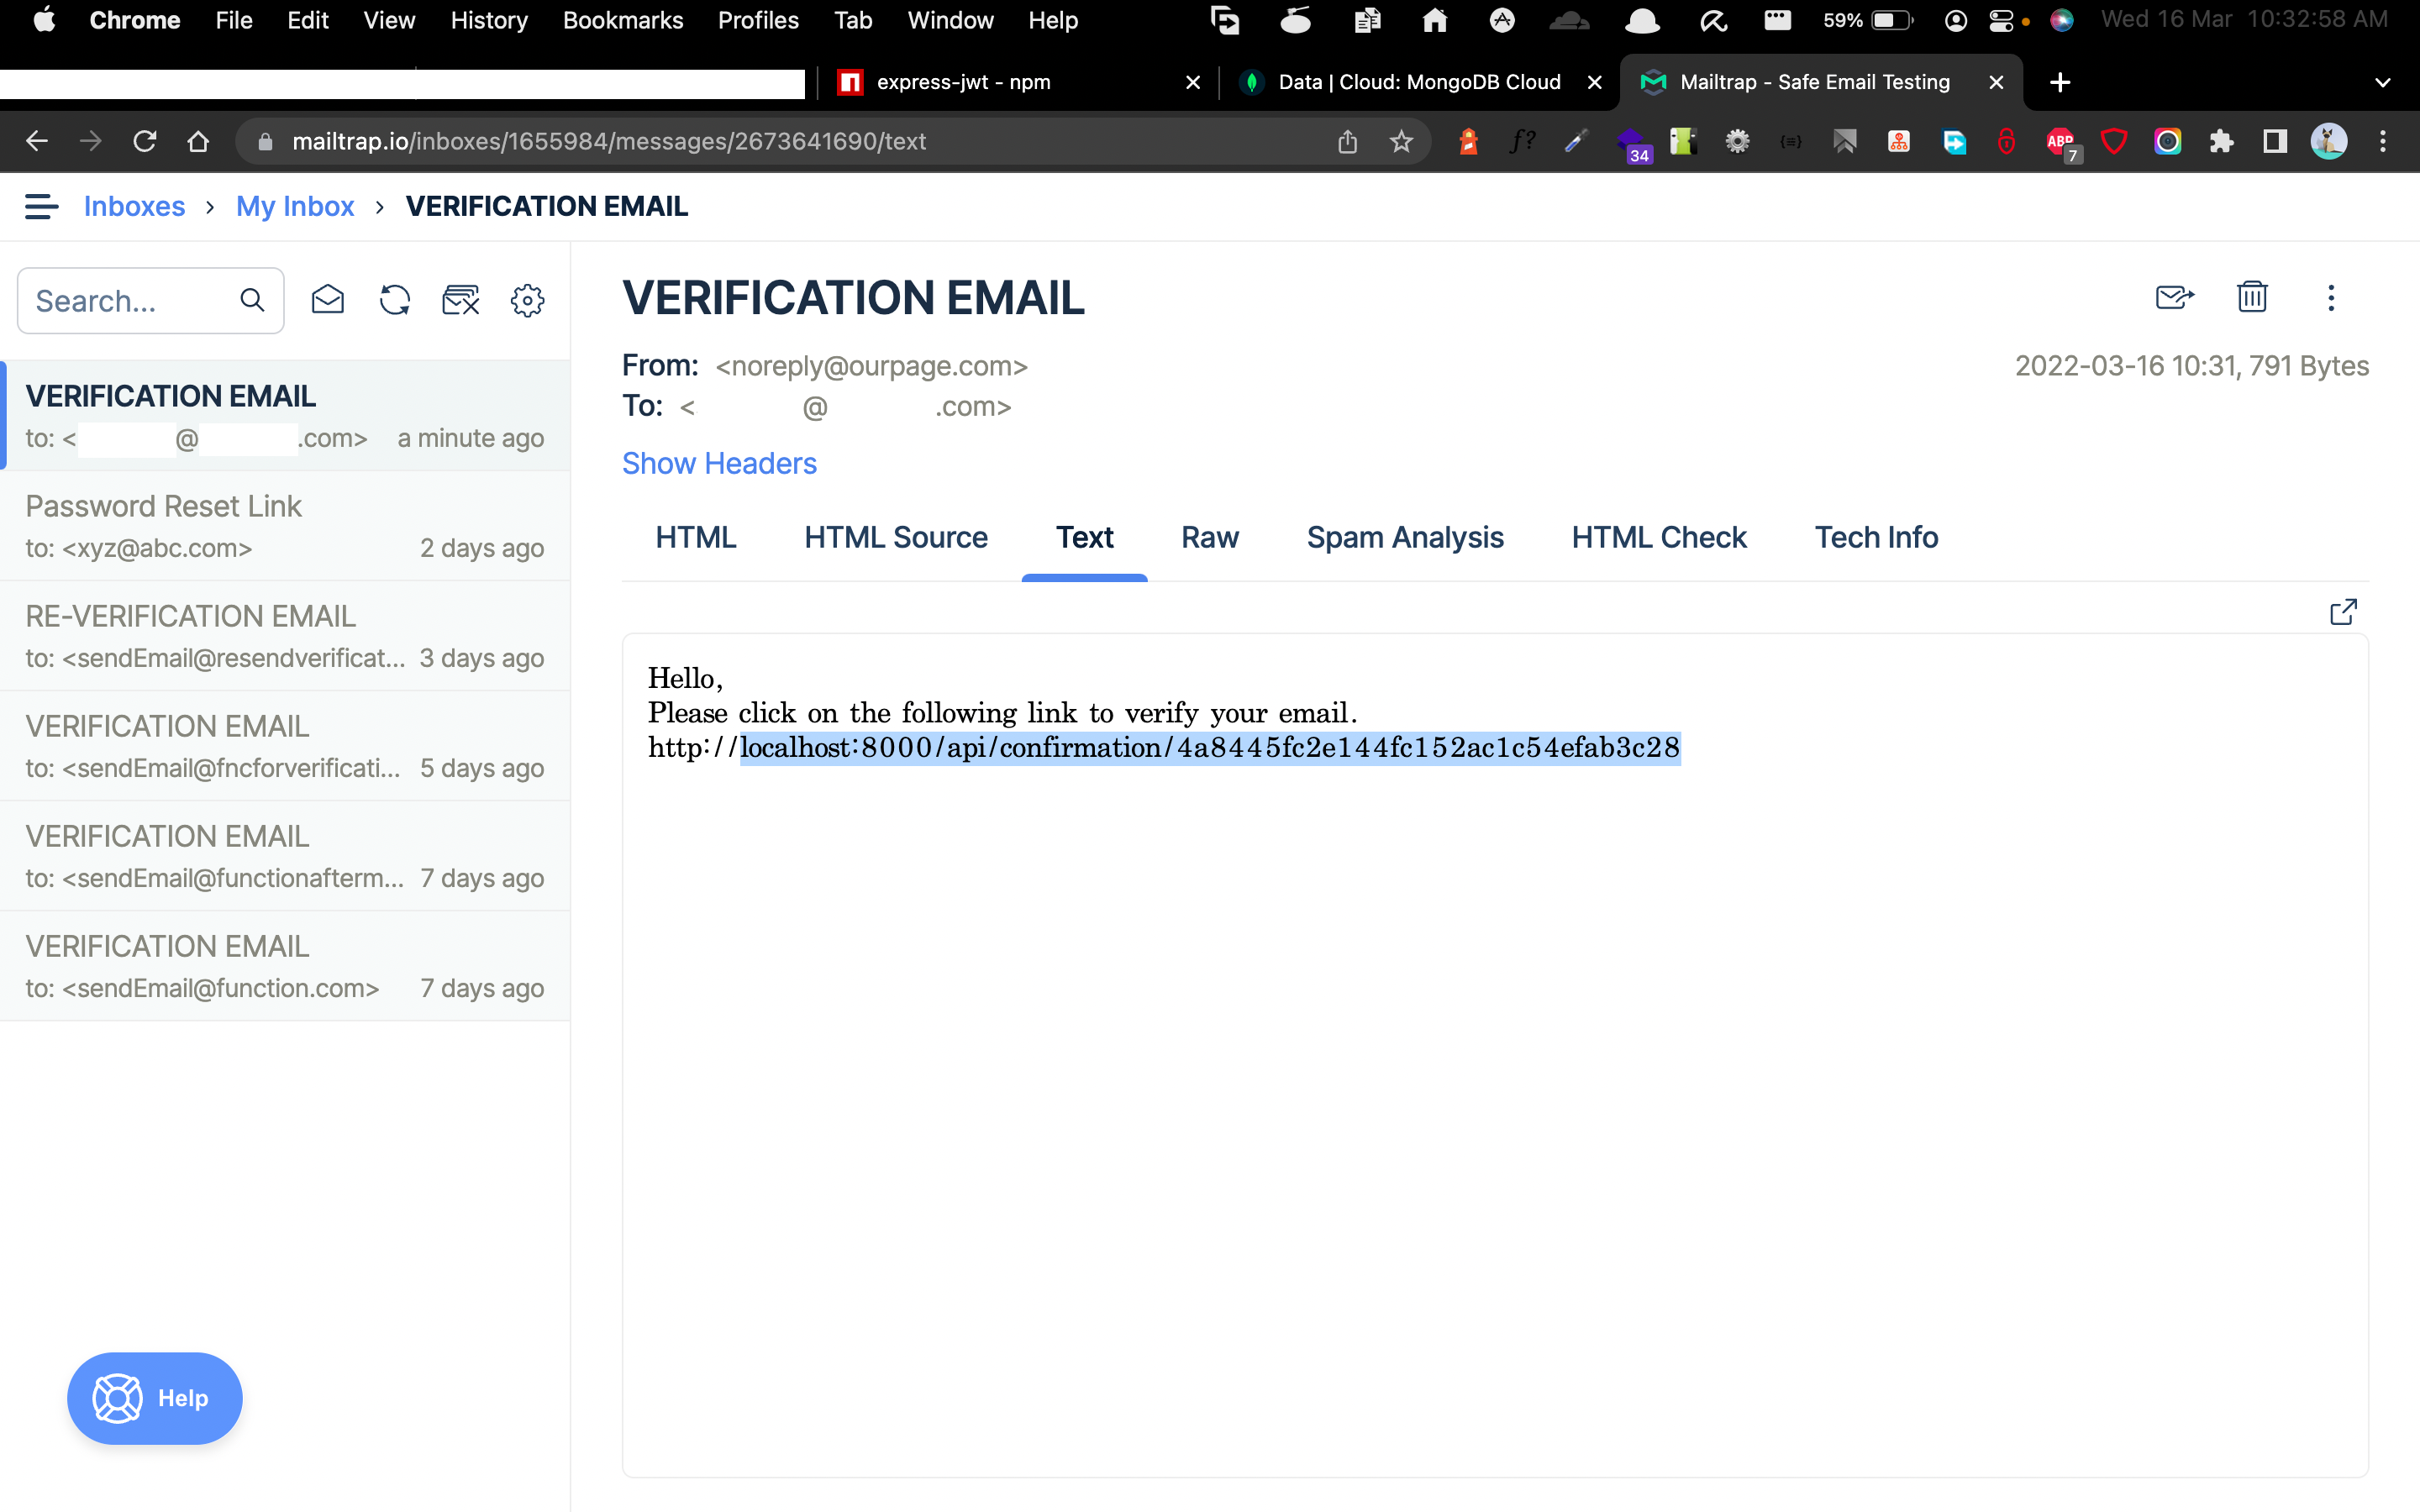 Chrome File Edit View History Bookmarks Profiles Tab Window Help 59% Wed 16 Mar 10:32:58 AM
express-jwt - npm Data | Cloud: MongoDB Cloud Mailtrap - Safe Email Testing
mailtrap.io/inboxes/1655984/messages/2673641690/text f? 34 {≡} ABP 7
Inboxes › My Inbox › VERIFICATION EMAIL
Search...
VERIFICATION EMAIL
to: < @ .com> a minute ago
Password Reset Link
to: <xyz@abc.com> 2 days ago
RE-VERIFICATION EMAIL
to: <sendEmail@resendverificat... 3 days ago
VERIFICATION EMAIL
to: <sendEmail@fncforverificati... 5 days ago
VERIFICATION EMAIL
to: <sendEmail@functionafterm... 7 days ago
VERIFICATION EMAIL
to: <sendEmail@function.com> 7 days ago
Help
VERIFICATION EMAIL
From: <noreply@ourpage.com> 2022-03-16 10:31, 791 Bytes
To: < @ .com>
Show Headers
HTML HTML Source Text Raw Spam Analysis HTML Check Tech Info
Hello,
Please click on the following link to verify your email.
http://localhost:8000/api/confirmation/4a8445fc2e144fc152ac1c54efab3c28